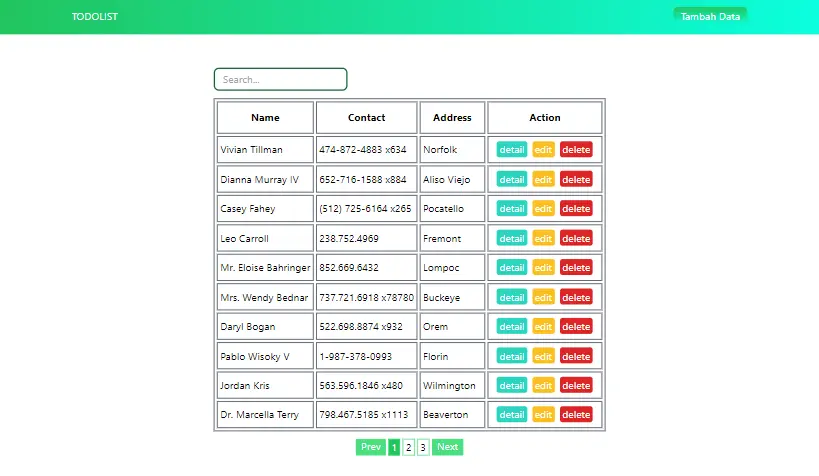 TODOLIST Tambah Data
Search...
Name Contact Address Action
Vivian Tillman 474-872-4883 x634 Norfolk detail edit delete
Dianna Murray IV 652-716-1588 x884 Aliso Viejo detail edit delete
Casey Fahey (512) 725-6164 x265 Pocatello detail edit delete
Leo Carroll 238.752.4969 Fremont detail edit delete
Mr. Eloise Bahringer 852.669.6432 Lompoc detail edit delete
Mrs. Wendy Bednar 737.721.6918 x78780 Buckeye detail edit delete
Daryl Bogan 522.698.8874 x932 Orem detail edit delete
Pablo Wisoky V 1-987-378-0993 Florin detail edit delete
Jordan Kris 563.596.1846 x480 Wilmington detail edit delete
Dr. Marcella Terry 798.467.5185 x1113 Beaverton detail edit delete
Prev 1 2 3 Next